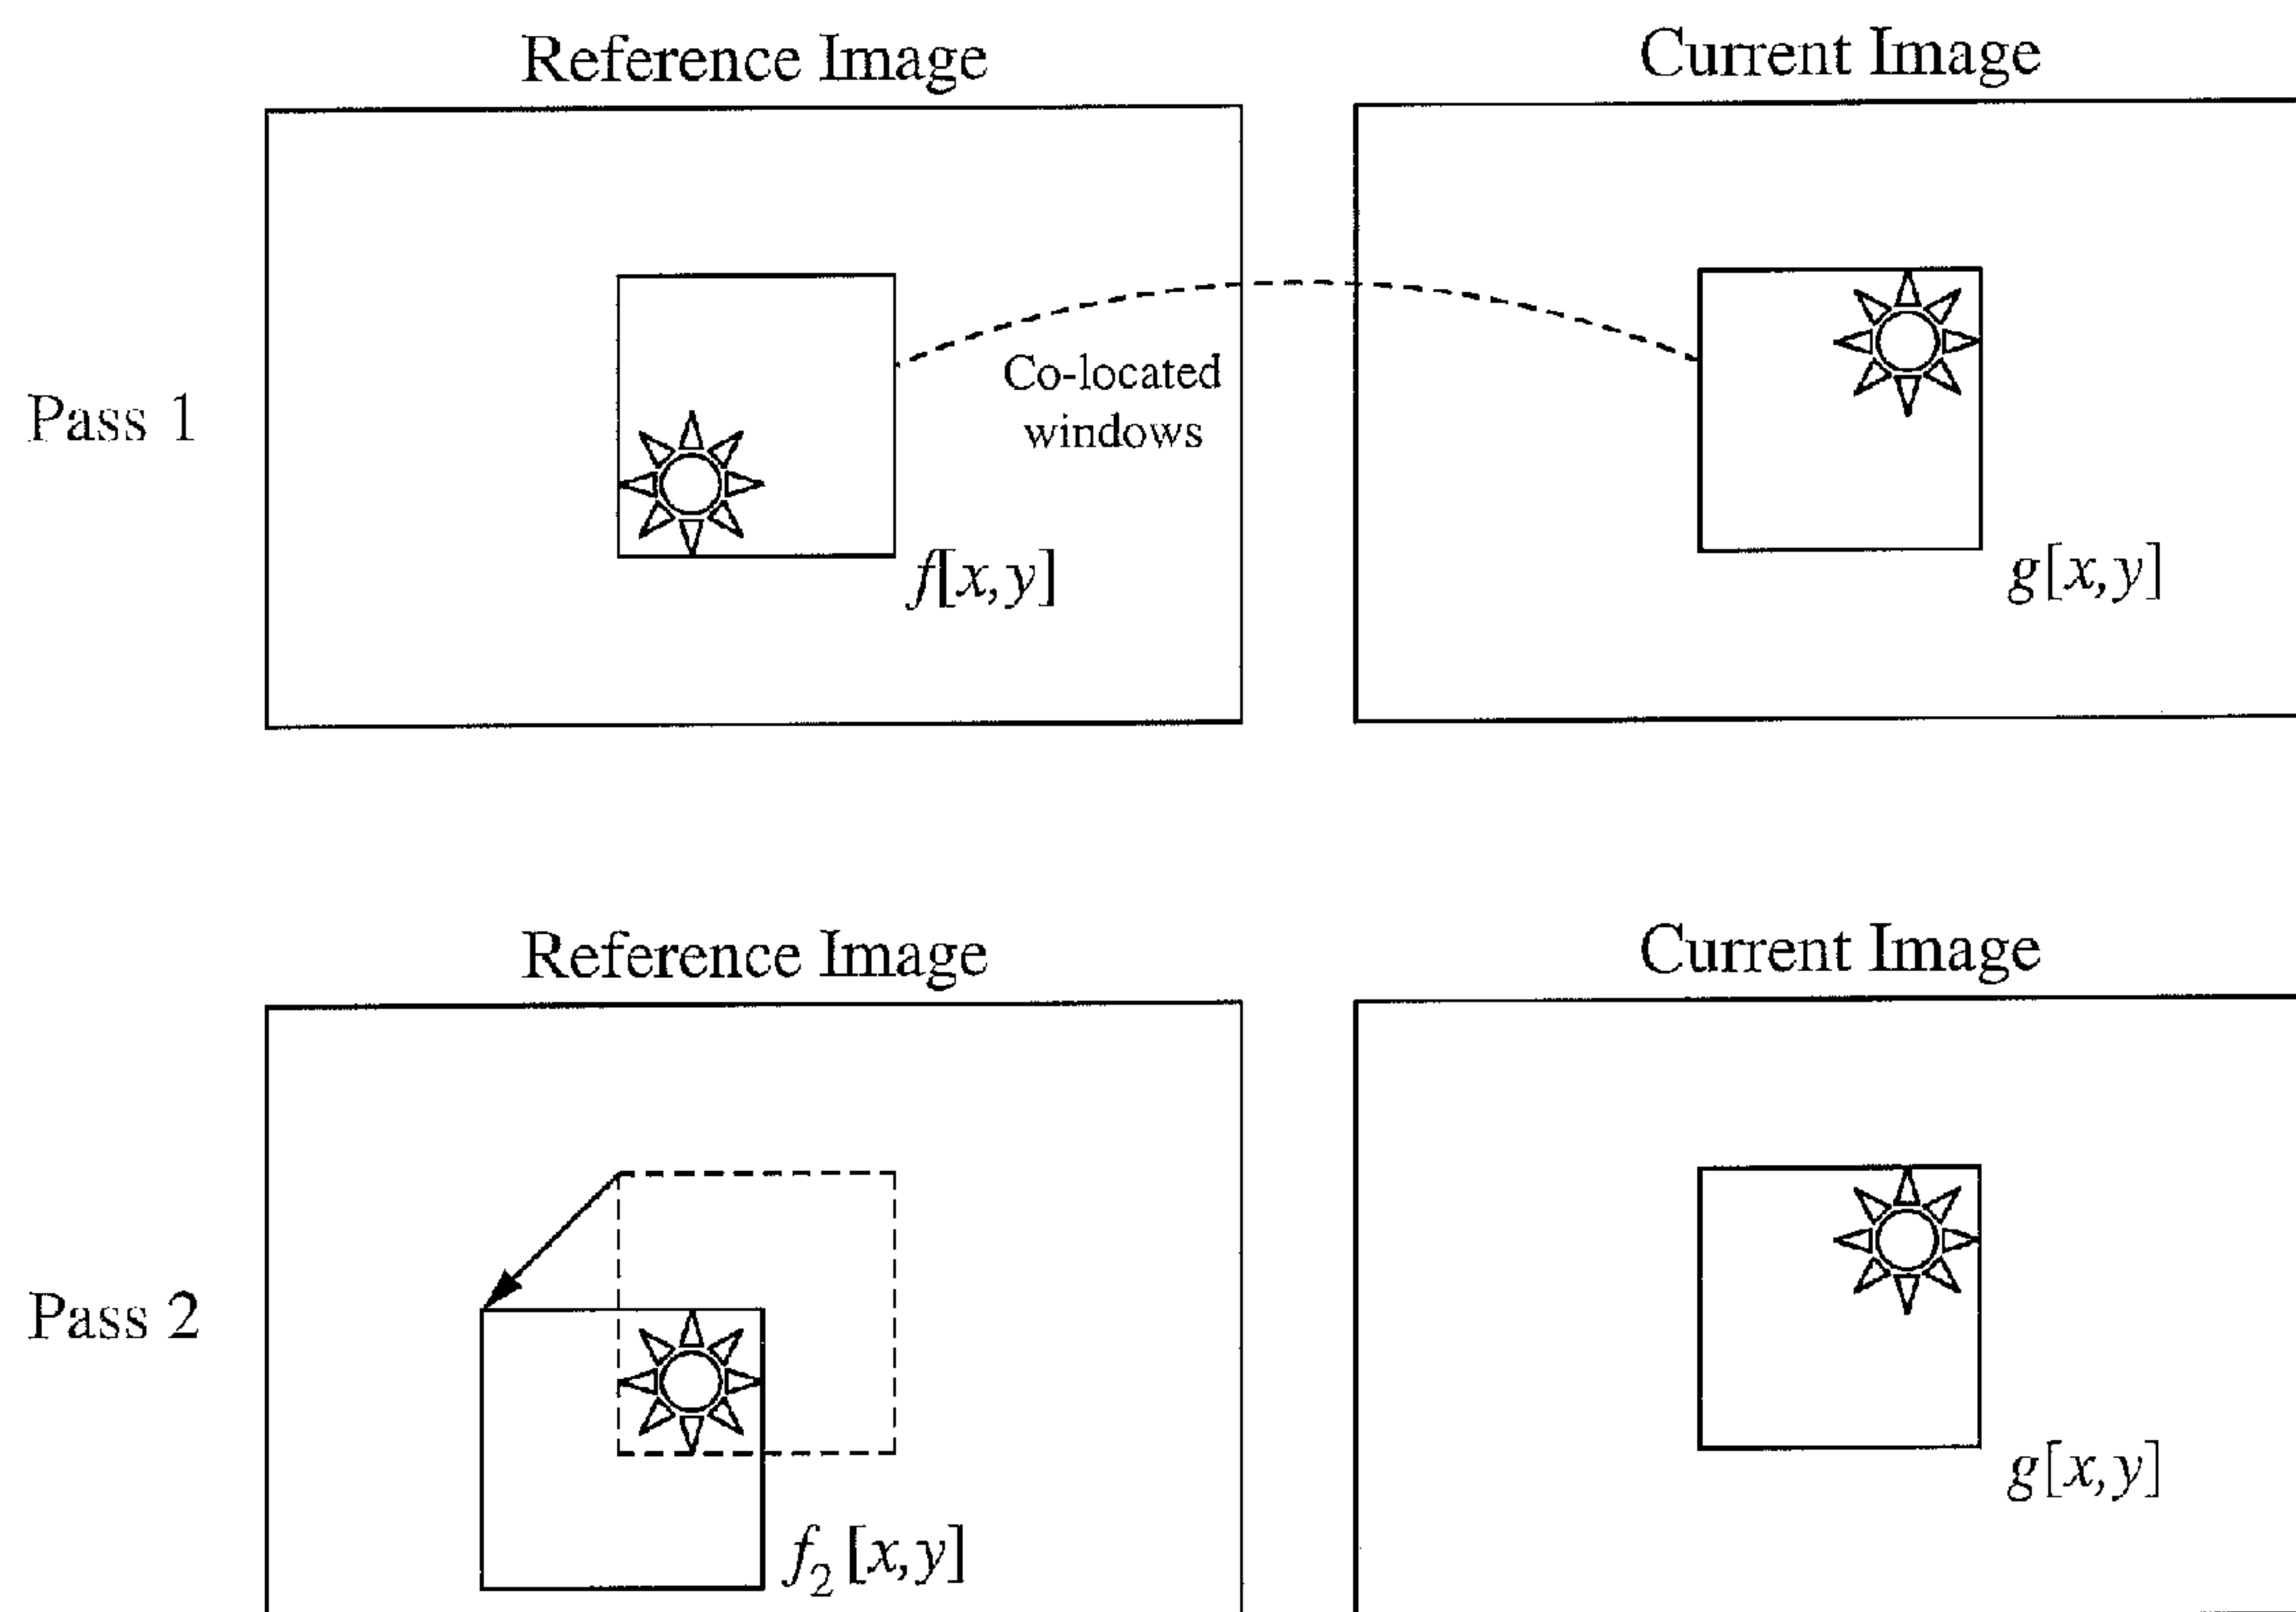 Reference Image
Current Image
Pass 1
Co-located
windows
f[x,y]
g[x,y]
Reference Image
Current Image
Pass 2
f₂[x,y]
g[x,y]